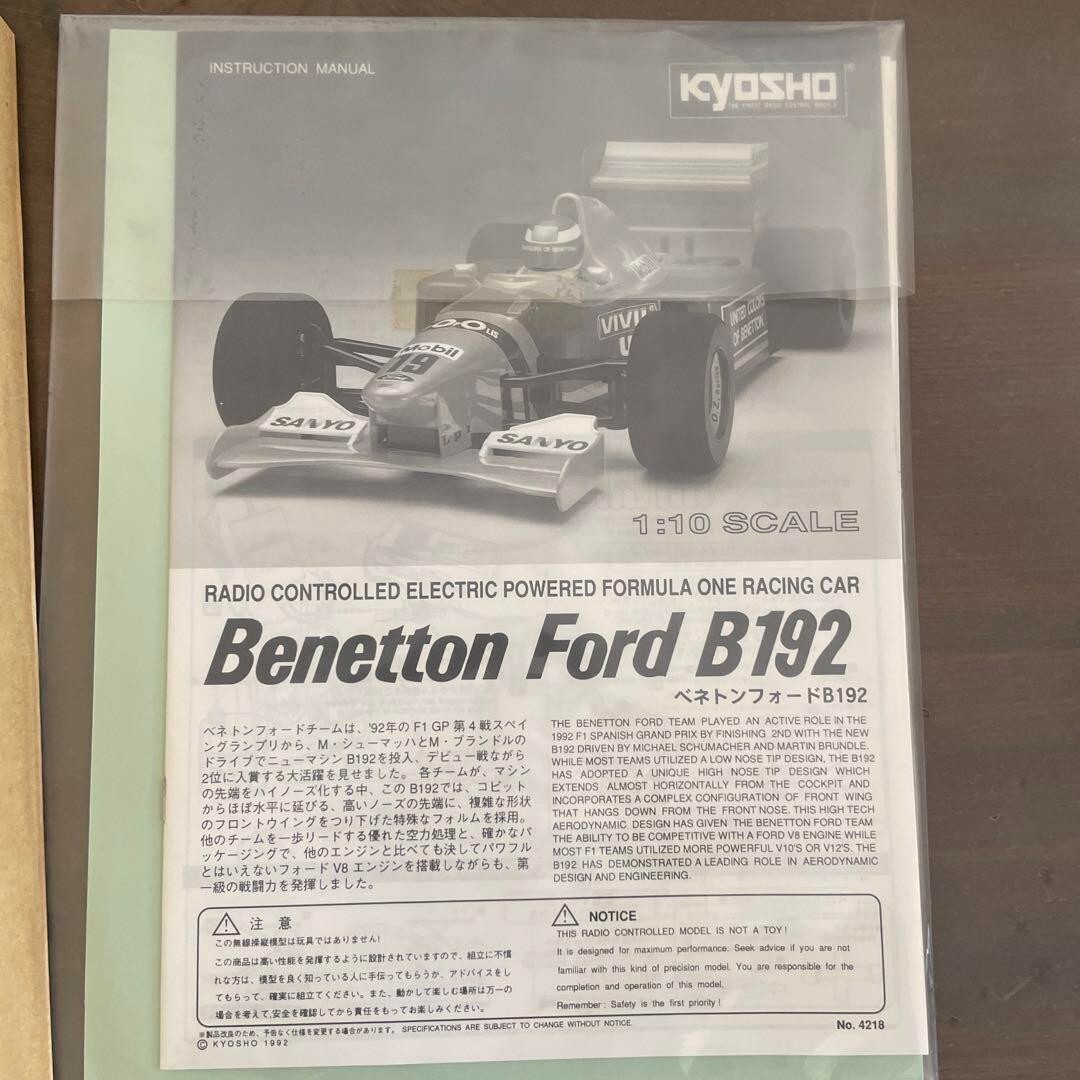 INSTRUCTION MANUAL
KYOSHO
THE FINEST RADIO CONTROL MODELS
UNITED COLORS
OF BENETTON
Mobil
19
SANYO
SANYO
1:10 SCALE
RADIO CONTROLLED ELECTRIC POWERED FORMULA ONE RACING CAR
Benetton Ford B192
ベネトンフォードB192
ベネトンフォードチームは、'92年のF1 GP 第4戦スペイ
ングランプリから、M・シューマッハとM・ブランドルの
ドライブでニューマシン B192を投入、デビュー戦ながら
2位に入賞する大活躍を見せました。 各チームが、マシン
の先端をハイノーズ化する中、この B192では、コピット
からほぼ水平に延びる、高いノーズの先端に、複雑な形状
のフロントウイングをつり下げた特殊なフォルムを採用。
他のチームを一歩リードする優れた空力処理と、確かなパ
ッケージングで、他のエンジンと比べても決してパワフル
とはいえないフォード V8 エンジンを搭載しながらも、第
一級の戦闘力を発揮しました。
THE BENETTON FORD TEAM PLAYED AN ACTIVE ROLE IN THE
1992 F1 SPANISH GRAND PRIX BY FINISHING 2ND WITH THE NEW
B192 DRIVEN BY MICHAEL SCHUMACHER AND MARTIN BRUNDLE.
WHILE MOST TEAMS UTILIZED A LOW NOSE TIP DESIGN, THE B192
HAS ADOPTED A UNIQUE HIGH NOSE TIP DESIGN WHICH
EXTENDS ALMOST HORIZONTALLY FROM THE COCKPIT AND
INCORPORATES A COMPLEX CONFIGURATION OF FRONT WING
THAT HANGS DOWN FROM THE FRONT NOSE. THIS HIGH TECH
AERODYNAMIC DESIGN HAS GIVEN THE BENETTON FORD TEAM
THE ABILITY TO BE COMPETITIVE WITH A FORD V8 ENGINE WHILE
MOST F1 TEAMS UTILIZED MORE POWERFUL V10'S OR V12'S. THE
B192 HAS DEMONSTRATED A LEADING ROLE IN AERODYNAMIC
DESIGN AND ENGINEERING.
注 意
この無線操縦模型は玩具ではありません!
この商品は高い性能を発揮するように設計されていますので、組立に不慣
れな方は、模型を良く知っている人に手伝ってもらうか、アドバイスをし
てもらって、確実に組立てください。また、動かして楽しむ場所は万一の
場合を考えて,安全を確認してから責任をもってお楽しみください。
NOTICE
THIS RADIO CONTROLLED MODEL IS NOT A TOY!
It is designed for maximum performance. Seek advice if you are not
familiar with this kind of precision model. You are responsible for the
completion and operation of this model.
Remember : Safety is the first priority!
※製品改良のため、予告なく仕様を変更する場合があります。 SPECIFICATIONS ARE SUBJECT TO CHANGE WITHOUT NOTICE.
No. 4218
© KYOSHO 1992